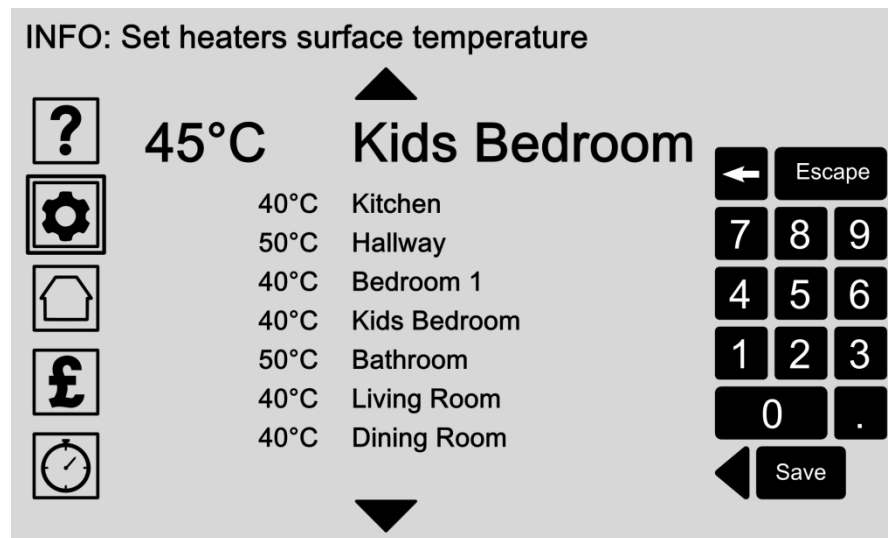 INFO: Set heaters surface temperature
?
45°C Kids Bedroom
40°C Kitchen
50°C Hallway
40°C Bedroom 1
40°C Kids Bedroom
50°C Bathroom
40°C Living Room
40°C Dining Room
£
Escape
7 8 9
4 5 6
1 2 3
0 .
Save